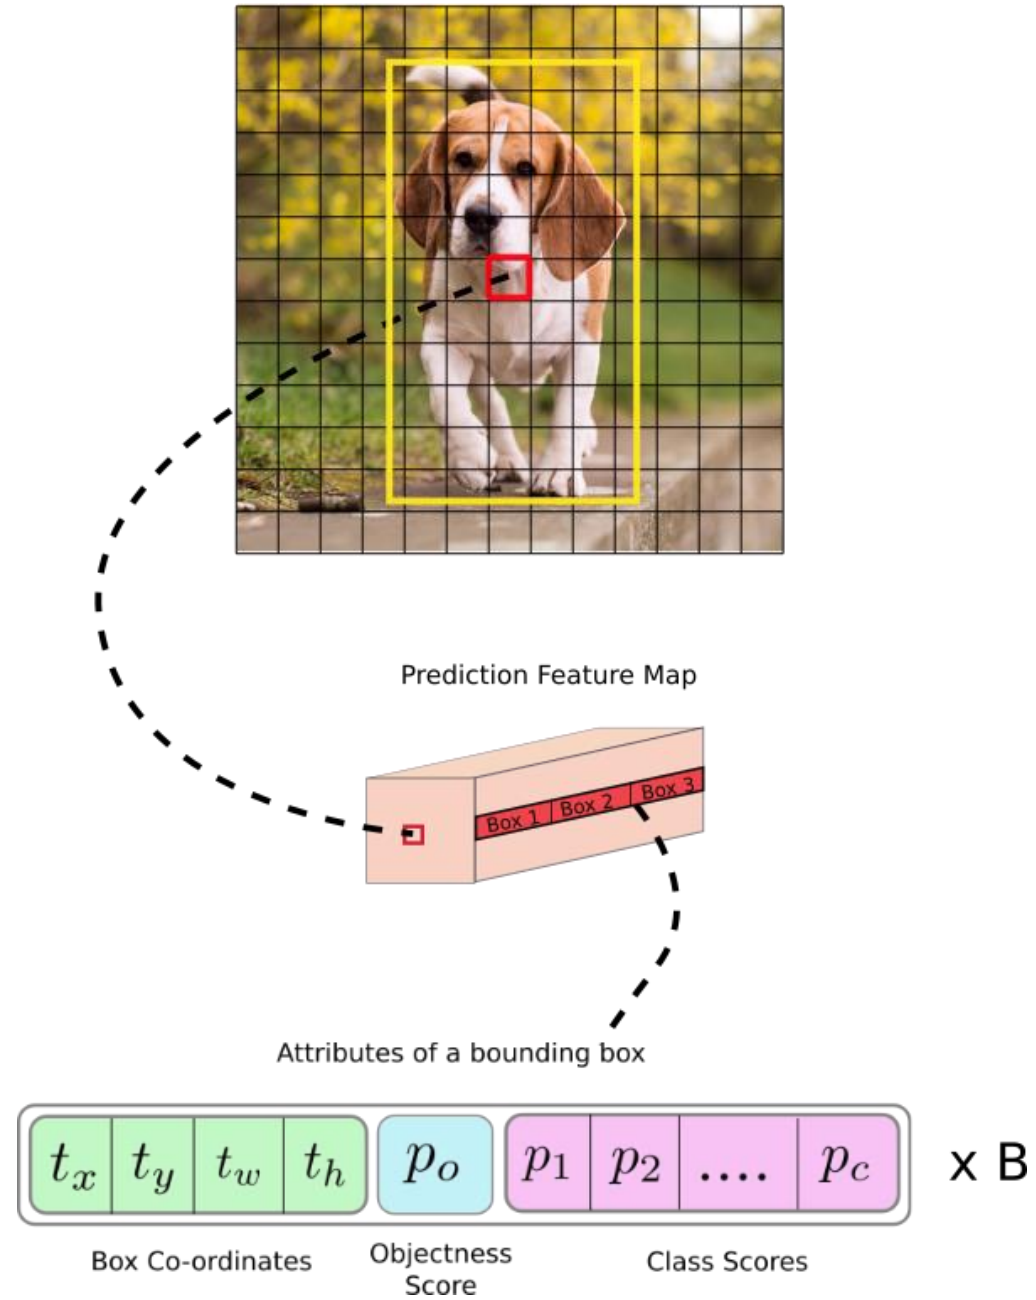 Prediction Feature Map
Box 1 Box 2 Box 3
Attributes of a bounding box
t_x t_y t_w t_h p_o p_1 p_2 .... p_c x B
Box Co-ordinates Objectness Score Class Scores